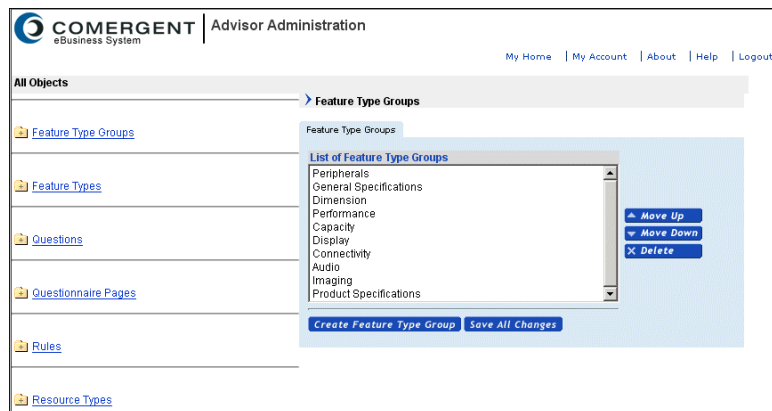 COMERGENT
eBusiness System
Advisor Administration
My Home | My Account | About | Help | Logout
All Objects
Feature Type Groups
Feature Types
Questions
Questionnaire Pages
Rules
Resource Types
Feature Type Groups
Feature Type Groups
List of Feature Type Groups
Peripherals
General Specifications
Dimension
Performance
Capacity
Display
Connectivity
Audio
Imaging
Product Specifications
Move Up
Move Down
X Delete
Create Feature Type Group
Save All Changes